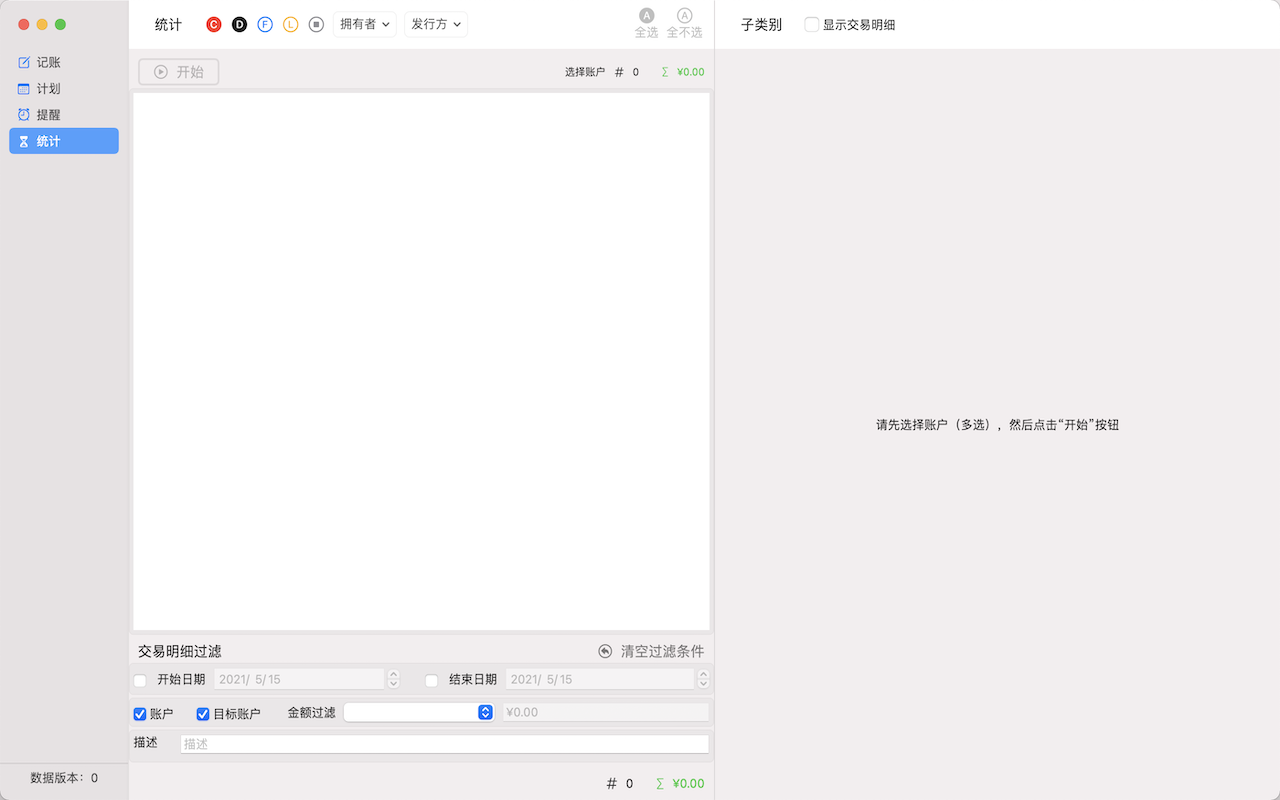 记账
计划
提醒
统计
数据版本：0
统计 C D F L 拥有者 发行方 A 全选 A 全不选
开始 选择账户 # 0 ∑ ¥0.00
交易明细过滤 清空过滤条件
开始日期 2021/ 5/15 结束日期 2021/ 5/15
账户 目标账户 金额过滤 ¥0.00
描述 描述
# 0 ∑ ¥0.00
子类别 显示交易明细
请先选择账户（多选），然后点击“开始”按钮